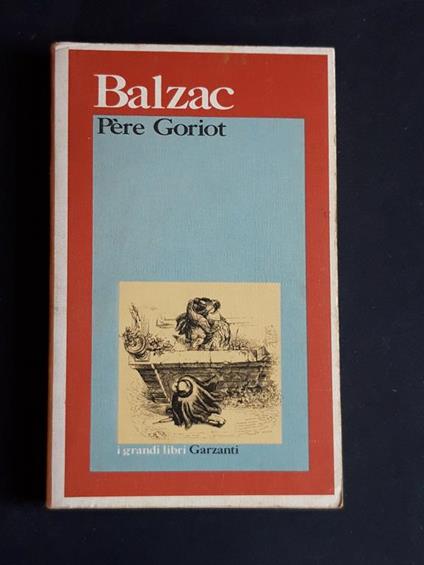 Balzac
Père Goriot
i grandi libri Garzanti